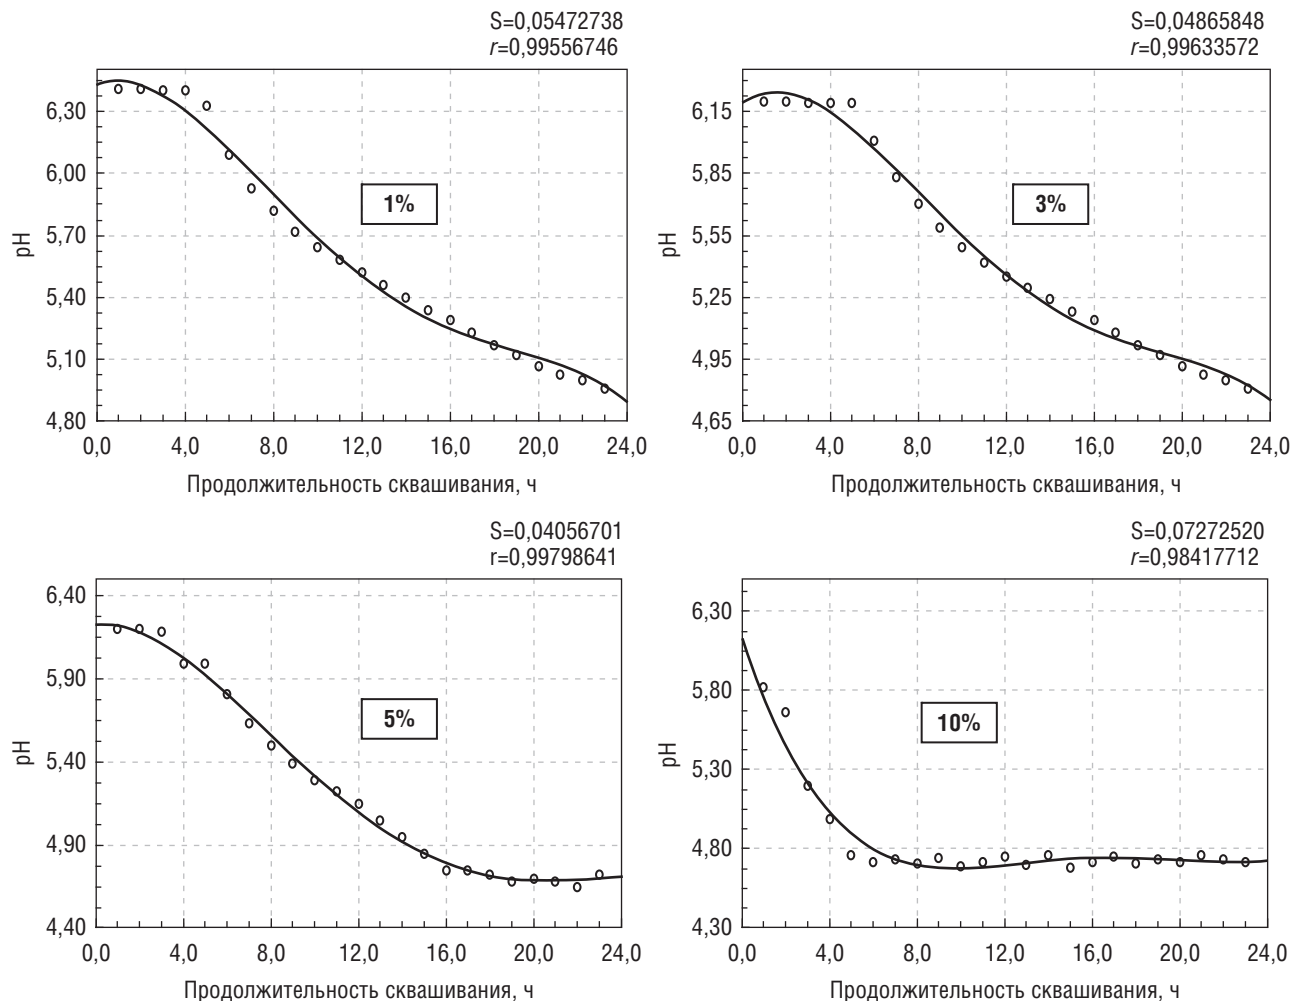 S=0,05472738
r=0,99556746
6,30
6,00
5,70
5,40
5,10
4,80
pH
1%
0,0 4,0 8,0 12,0 16,0 20,0 24,0
Продолжительность сквашивания, ч
S=0,04865848
r=0,99633572
6,15
5,85
5,55
5,25
4,95
4,65
pH
3%
0,0 4,0 8,0 12,0 16,0 20,0 24,0
Продолжительность сквашивания, ч
S=0,04056701
r=0,99798641
6,40
5,90
5,40
4,90
4,40
pH
5%
0,0 4,0 8,0 12,0 16,0 20,0 24,0
Продолжительность сквашивания, ч
S=0,07272520
r=0,98417712
6,30
5,80
5,30
4,80
4,30
pH
10%
0,0 4,0 8,0 12,0 16,0 20,0 24,0
Продолжительность сквашивания, ч